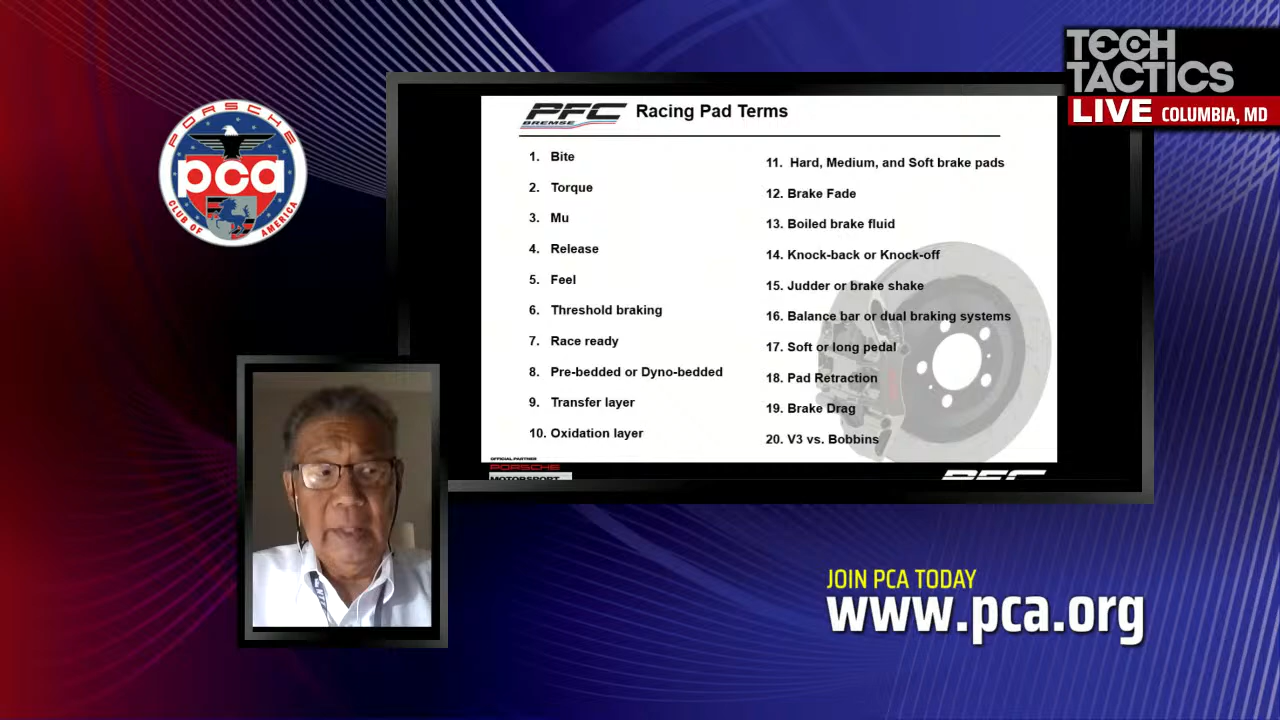 TECH
TACTICS
LIVE COLUMBIA, MD
PORSCHE
pca
CLUB OF AMERICA
PFC
BREMSE
Racing Pad Terms
1. Bite
2. Torque
3. Mu
4. Release
5. Feel
6. Threshold braking
7. Race ready
8. Pre-bedded or Dyno-bedded
9. Transfer layer
10. Oxidation layer
11. Hard, Medium, and Soft brake pads
12. Brake Fade
13. Boiled brake fluid
14. Knock-back or Knock-off
15. Judder or brake shake
16. Balance bar or dual braking systems
17. Soft or long pedal
18. Pad Retraction
19. Brake Drag
20. V3 vs. Bobbins
OFFICIAL PARTNER
PORSCHE
MOTORSPORT
PFC
JOIN PCA TODAY
www.pca.org